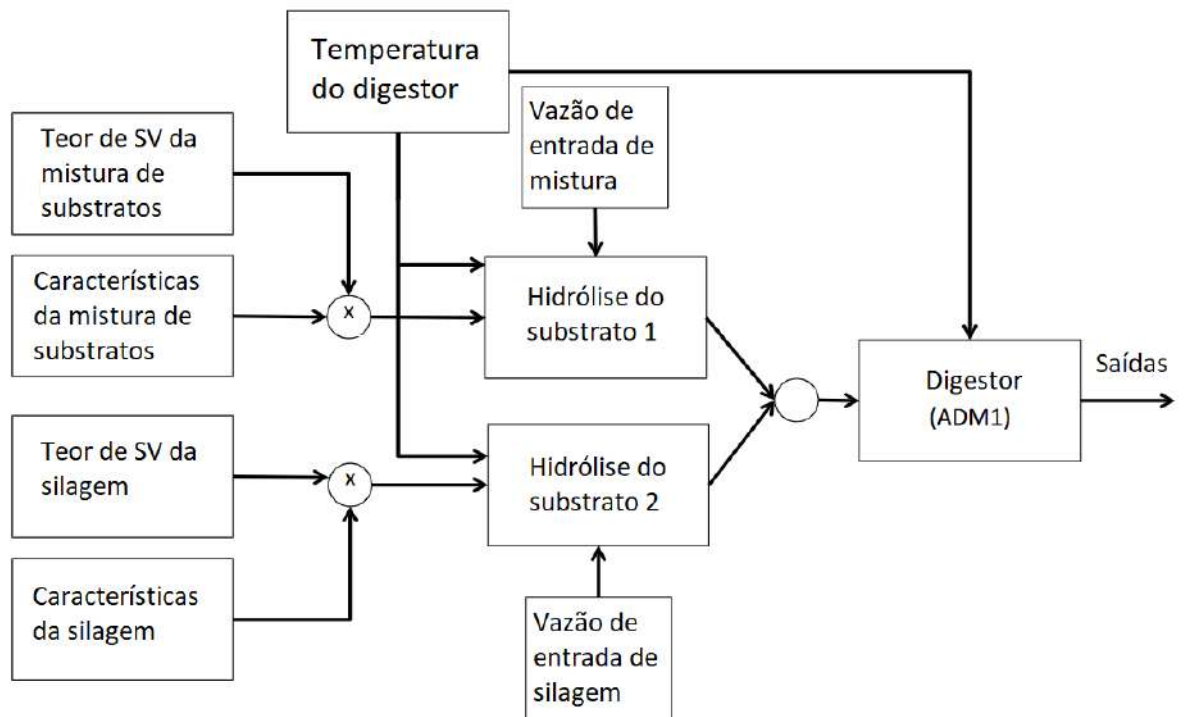 Temperatura
do digestor
Vazão de
entrada de
mistura
Teor de SV da
mistura de
substratos
Características
da mistura de
substratos
x
Hidrólise do
substrato 1
Teor de SV da
silagem
x
Hidrólise do
substrato 2
Características
da silagem
Vazão de
entrada de
silagem
Digestor
(ADM1)
Saídas